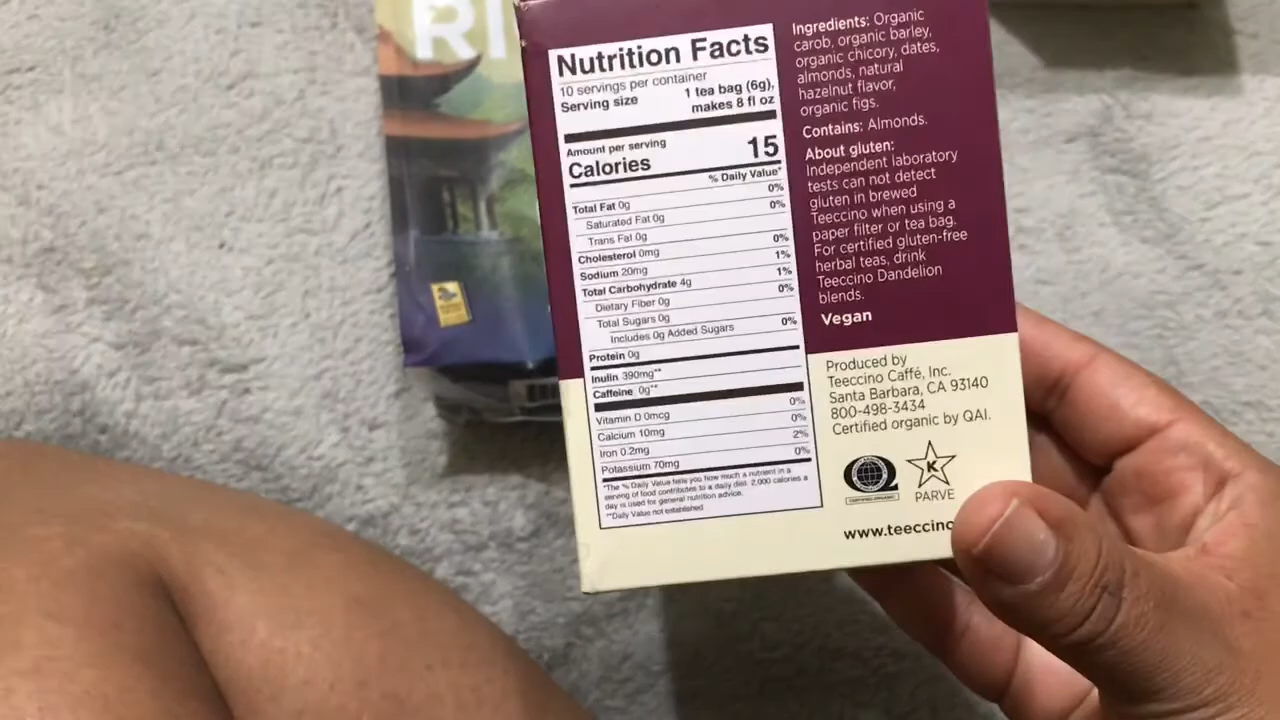 RI
Nutrition Facts
10 servings per container
Serving size 1 tea bag (6g),
makes 8 fl oz
Amount per serving
Calories 15
% Daily Value*
Total Fat 0g 0%
Saturated Fat 0g 0%
Trans Fat 0g
Cholesterol 0mg 0%
Sodium 20mg 1%
Total Carbohydrate 4g 1%
Dietary Fiber 0g 0%
Total Sugars 0g
Includes 0g Added Sugars 0%
Protein 0g
Inulin 390mg**
Caffeine 0g**
Vitamin D 0mcg 0%
Calcium 10mg 0%
Iron 0.2mg 2%
Potassium 70mg 0%
*The % Daily Value tells you how much a nutrient in a
serving of food contributes to a daily diet. 2,000 calories a
day is used for general nutrition advice.
**Daily Value not established
Ingredients: Organic
carob, organic barley,
organic chicory, dates,
almonds, natural
hazelnut flavor,
organic figs.
Contains: Almonds.
About gluten:
Independent laboratory
tests can not detect
gluten in brewed
Teeccino when using a
paper filter or tea bag.
For certified gluten-free
herbal teas, drink
Teeccino Dandelion
blends.
Vegan
Produced by
Teeccino Caffé, Inc.
Santa Barbara, CA 93140
800-498-3434
Certified organic by QAI.
CERTIFIED ORGANIC
K
PARVE
www.teeccino